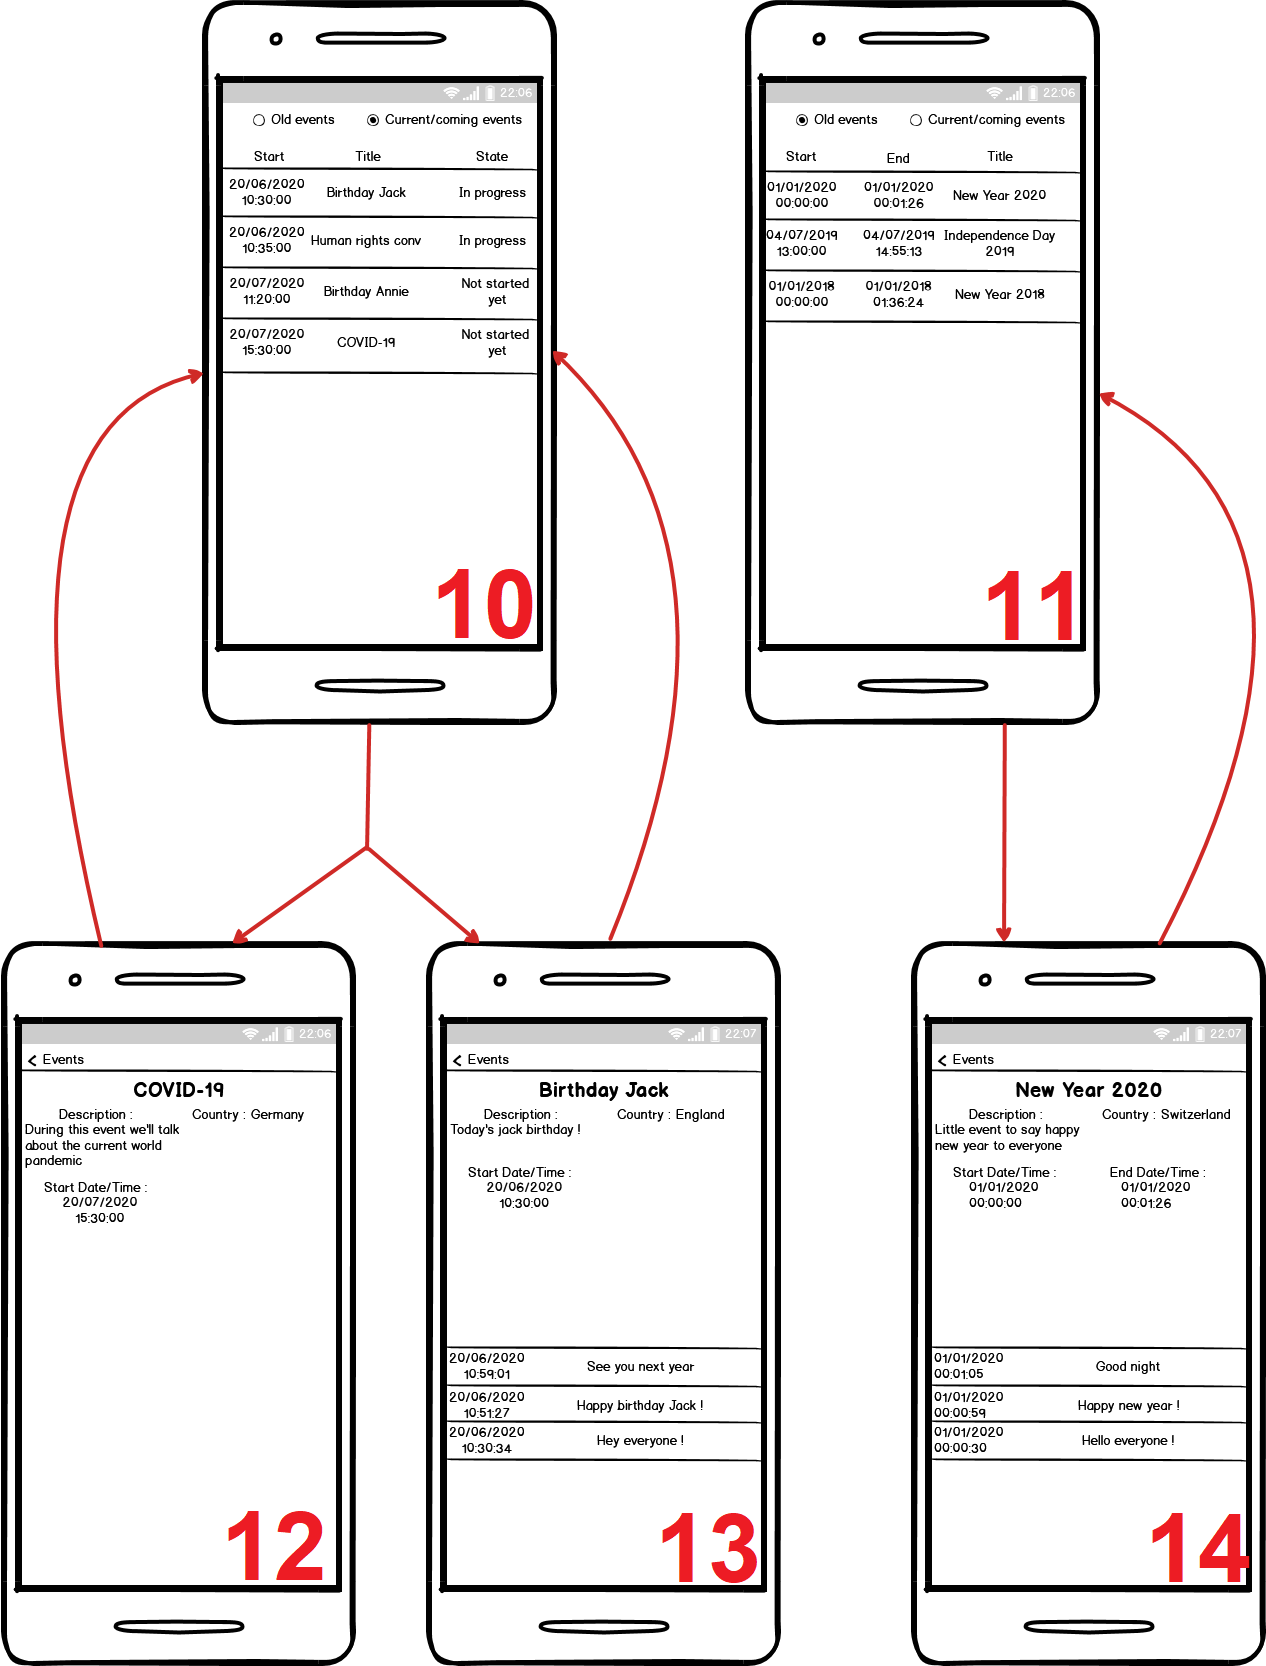 22:06
Old events Current/coming events
Start Title State
20/06/2020
10:30:00
Birthday Jack
In progress
20/06/2020
10:35:00
Human rights conv
In progress
20/07/2020
11:20:00
Birthday Annie
Not started
yet
20/07/2020
15:30:00
COVID-19
Not started
yet
10
22:06
Old events Current/coming events
Start End Title
01/01/2020
00:00:00
01/01/2020
00:01:26
New Year 2020
04/07/2019
13:00:00
04/07/2019
14:55:13
Independence Day
2019
01/01/2018
00:00:00
01/01/2018
01:36:24
New Year 2018
11
22:06
< Events
COVID-19
Description :
During this event we'll talk
about the current world
pandemic
Country : Germany
Start Date/Time :
20/07/2020
15:30:00
12
22:07
< Events
Birthday Jack
Description :
Today's jack birthday !
Country : England
Start Date/Time :
20/06/2020
10:30:00
20/06/2020
10:59:01
See you next year
20/06/2020
10:51:27
Happy birthday Jack !
20/06/2020
10:30:34
Hey everyone !
13
22:07
< Events
New Year 2020
Description :
Little event to say happy
new year to everyone
Country : Switzerland
Start Date/Time :
01/01/2020
00:00:00
End Date/Time :
01/01/2020
00:01:26
01/01/2020
00:01:05
Good night
01/01/2020
00:00:59
Happy new year !
01/01/2020
00:00:30
Hello everyone !
14